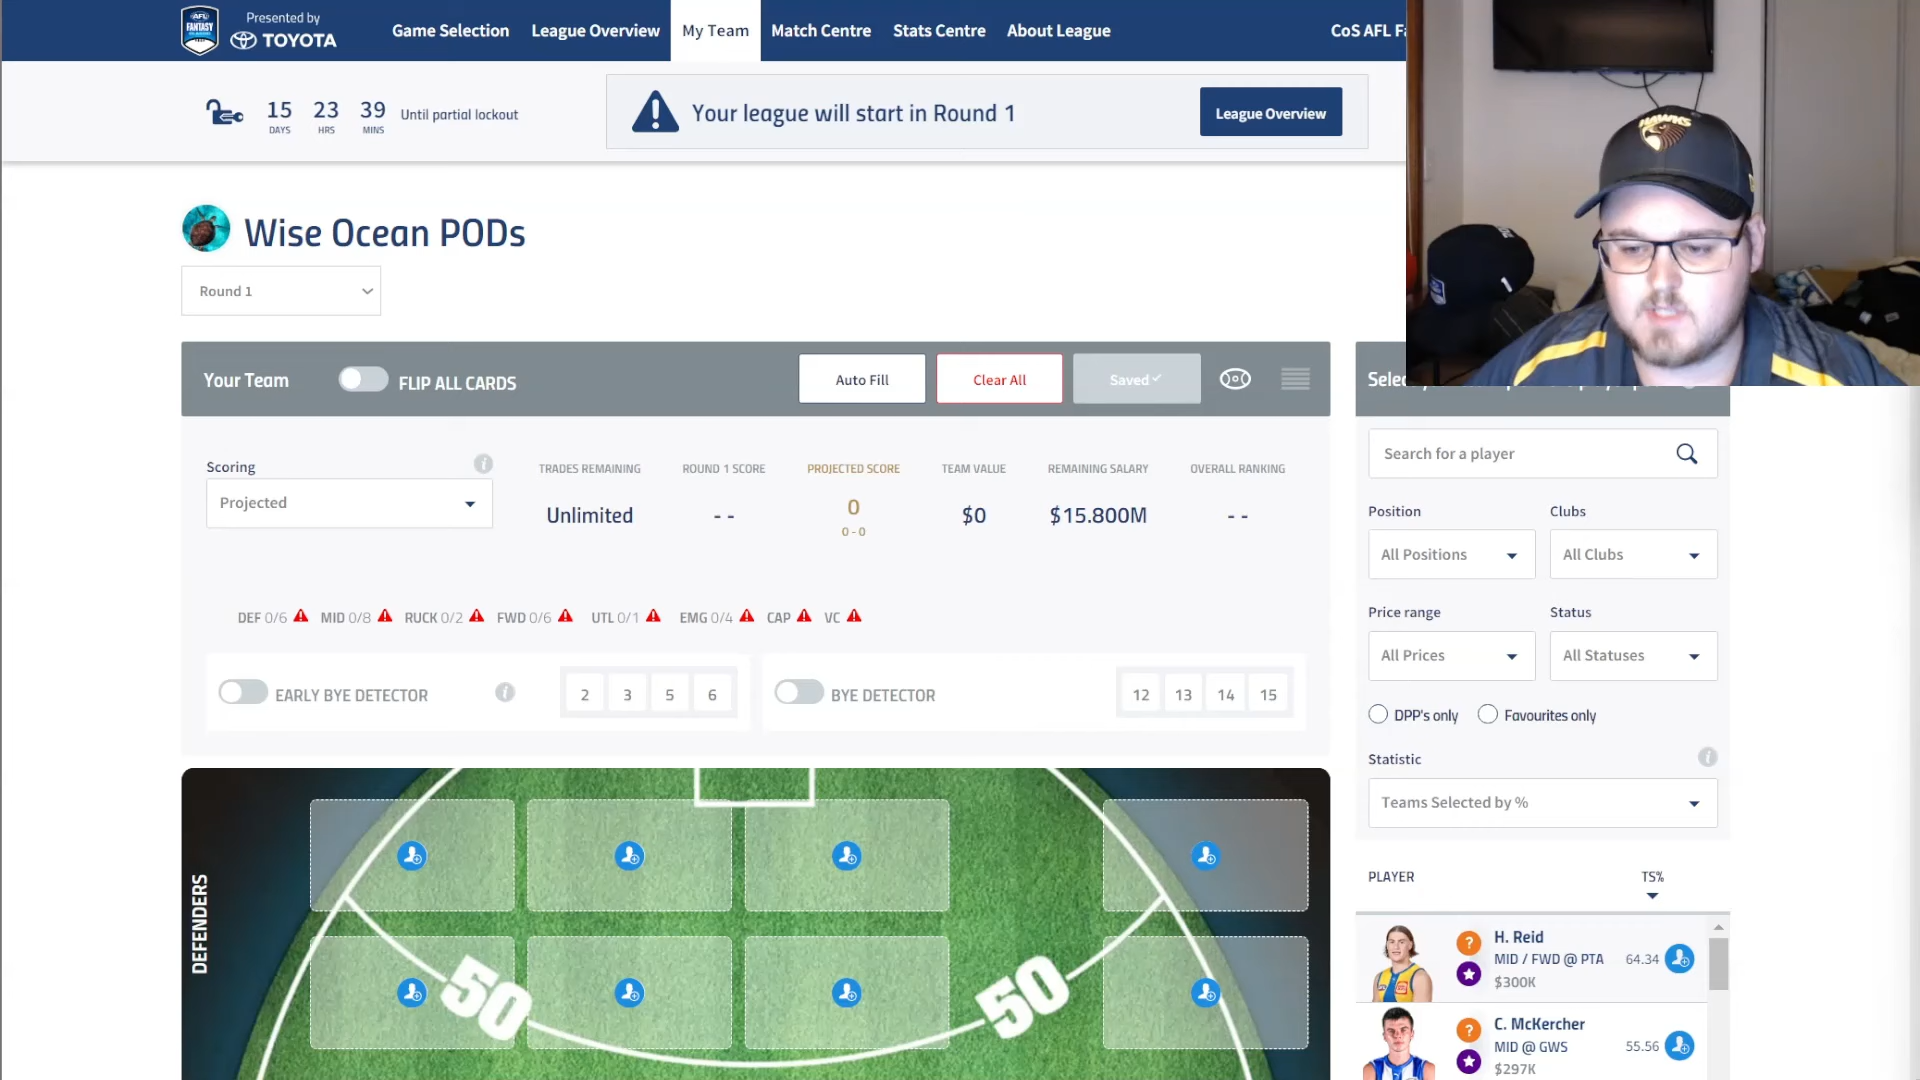 AFL
FANTASY
Presented by
TOYOTA
Game Selection
League Overview
My Team
Match Centre
Stats Centre
About League
CoS AFL Fa
15
DAYS
23
HRS
39
MINS
Until partial lockout
Your league will start in Round 1
League Overview
HAWKS
Wise Ocean PODs
Round 1
Your Team
FLIP ALL CARDS
Auto Fill
Clear All
Saved
Scoring
Projected
TRADES REMAINING
Unlimited
ROUND 1 SCORE
- -
PROJECTED SCORE
0
0 - 0
TEAM VALUE
$0
REMAINING SALARY
$15.800M
OVERALL RANKING
- -
DEF 0/6
MID 0/8
RUCK 0/2
FWD 0/6
UTL 0/1
EMG 0/4
CAP
VC
EARLY BYE DETECTOR
2
3
5
6
BYE DETECTOR
12
13
14
15
DEFENDERS
50
50
Search for a player
Position
All Positions
Clubs
All Clubs
Price range
All Prices
Status
All Statuses
DPP's only
Favourites only
Statistic
Teams Selected by %
PLAYER
TS%
H. Reid
MID / FWD @ PTA
$300K
64.34
C. McKercher
MID @ GWS
$297K
55.56